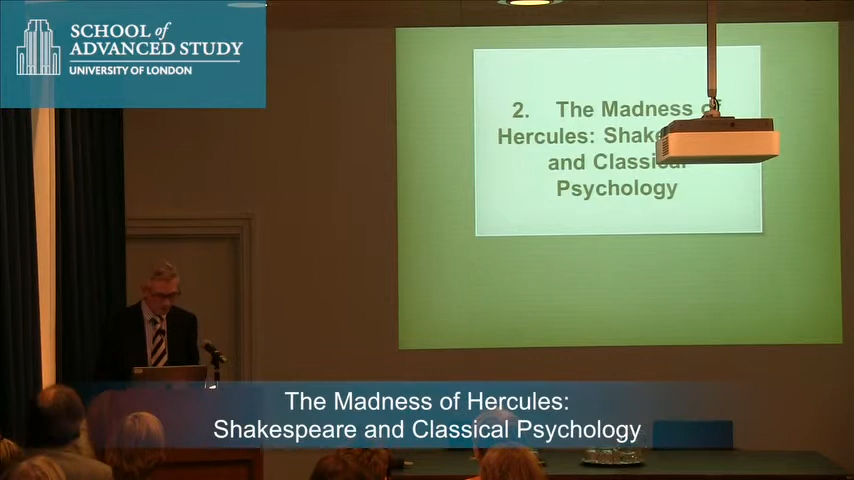 SCHOOL of
ADVANCED STUDY
UNIVERSITY OF LONDON
2. The Madness of
Hercules:
and Classical
Psychology
The Madness of Hercules:
Shakespeare and Classical Psychology